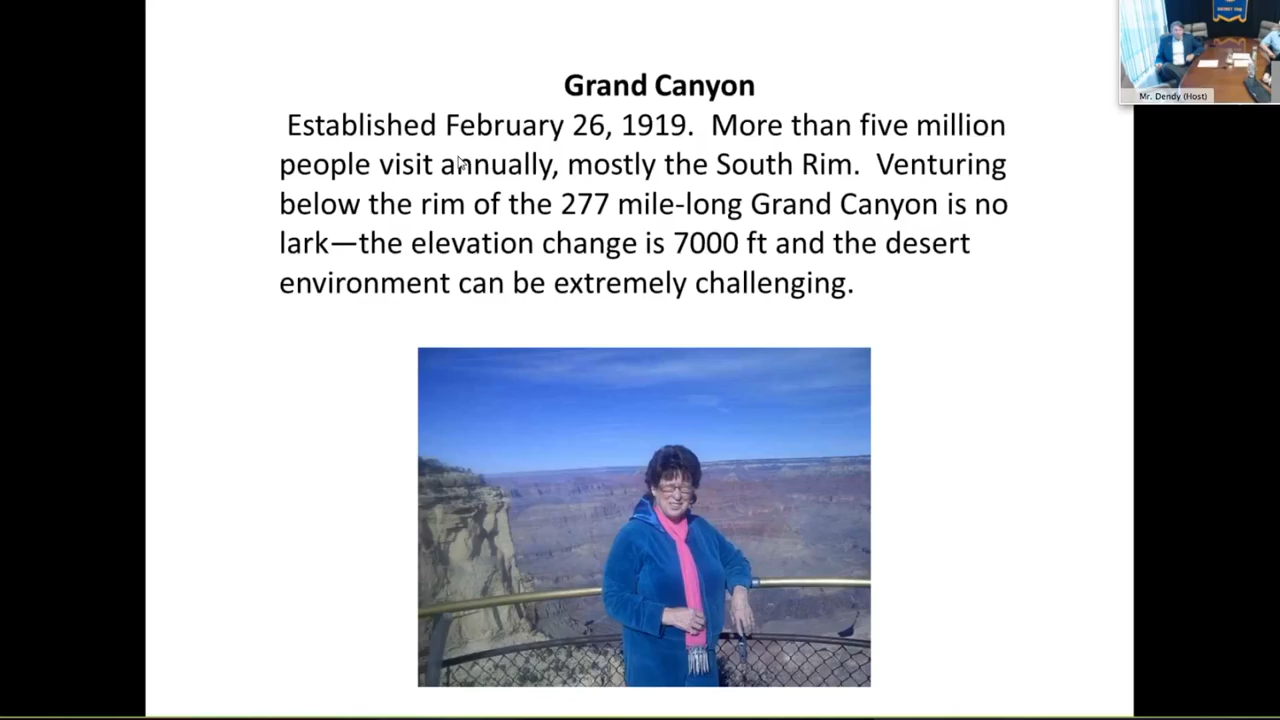 Grand Canyon
Established February 26, 1919. More than five million
people visit annually, mostly the South Rim. Venturing
below the rim of the 277 mile-long Grand Canyon is no
lark—the elevation change is 7000 ft and the desert
environment can be extremely challenging.
Mr. Dendy (Host)